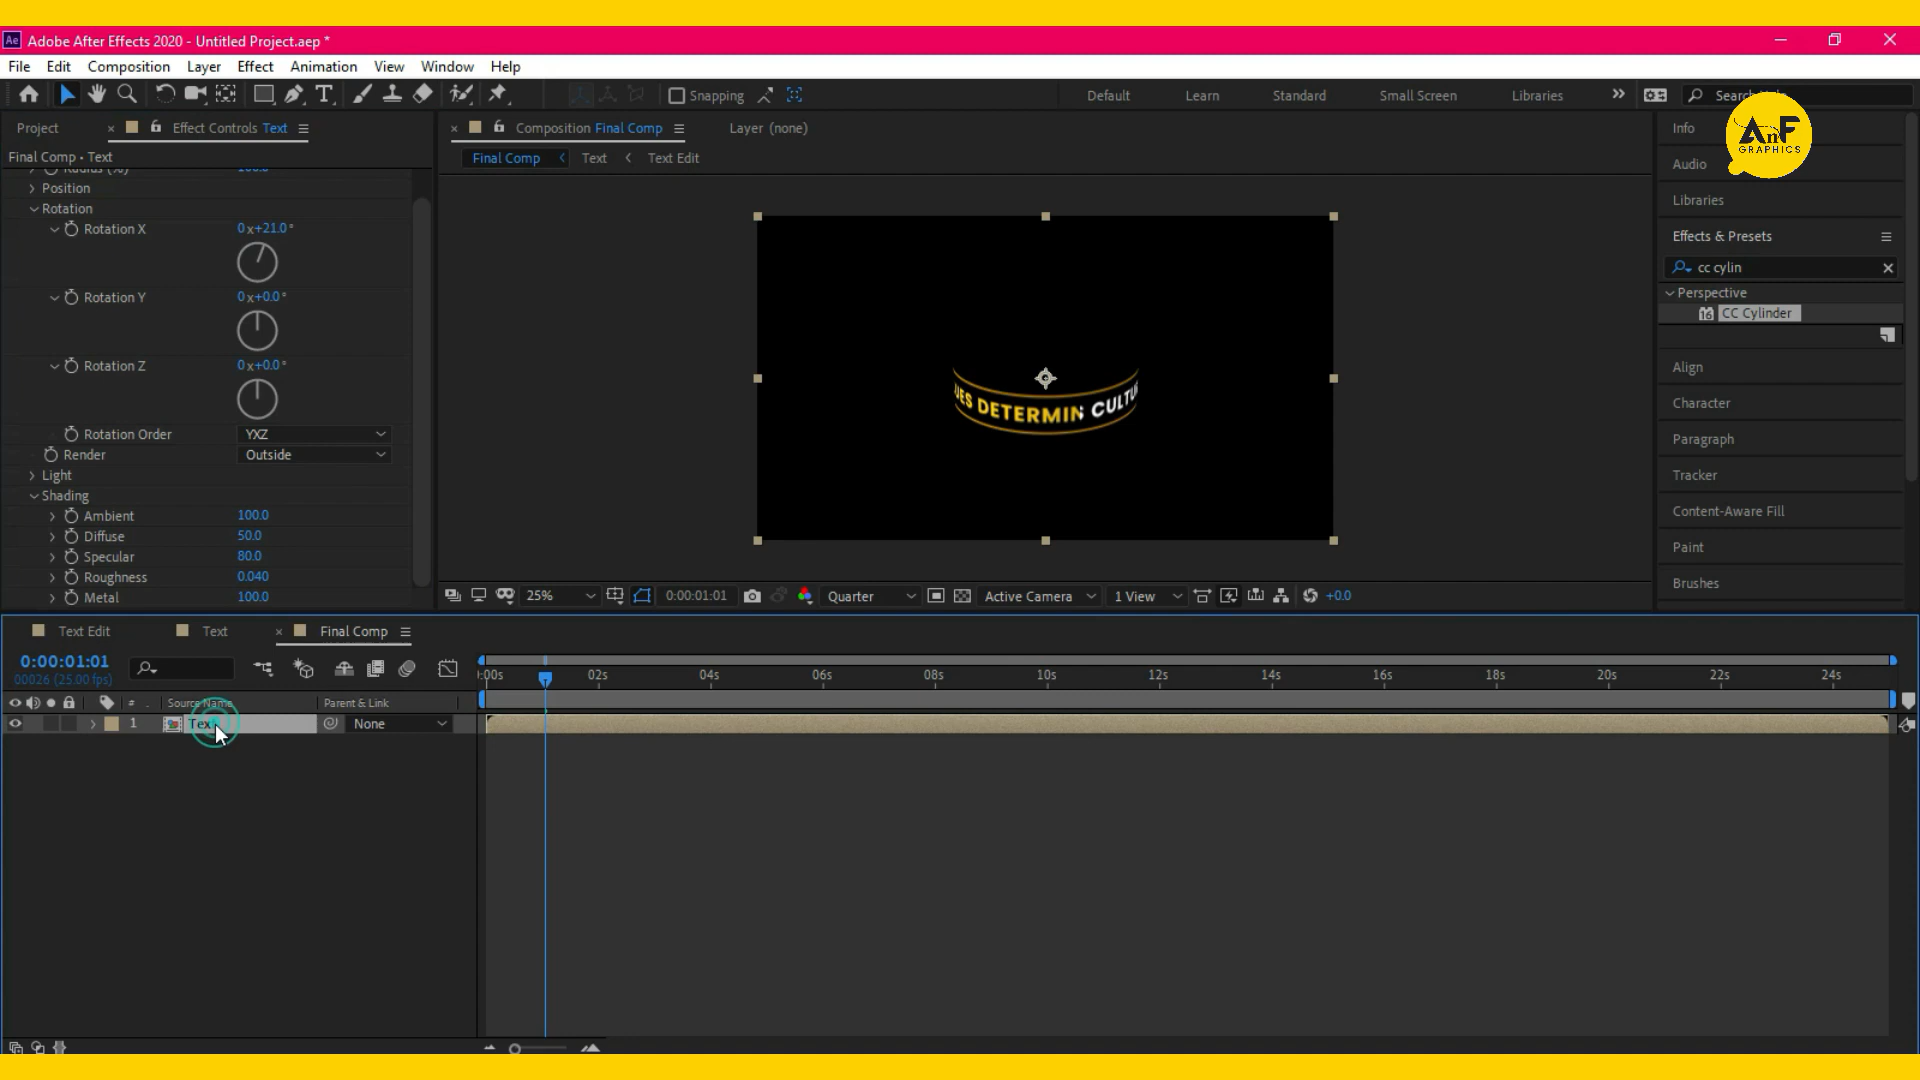 Adobe After Effects 2020 - Untitled Project.aep *
File Edit Composition Layer Effect Animation View Window Help
Snapping Default Learn Standard Small Screen Libraries
AnF
GRAPHICS
Project Effect Controls Text
Final Comp • Text
Position
Rotation
Rotation X 0x+21.0°
Rotation Y 0x+0.0°
Rotation Z 0x+0.0°
Rotation Order YXZ
Render Outside
Light
Shading
Ambient 100.0
Diffuse 50.0
Specular 80.0
Roughness 0.040
Metal 100.0
Composition Final Comp Layer (none)
Final Comp Text Text Edit
DETERMIN
25% 0:00:01:01 Quarter Active Camera 1 View +0.0
Info
Audio
Libraries
Effects & Presets
cc cylin
Perspective
16 CC Cylinder
Align
Character
Paragraph
Tracker
Content-Aware Fill
Paint
Brushes
Text Edit Text Final Comp
0:00:01:01
00026 (25.00 fps)
:00s 02s 04s 06s 08s 10s 12s 14s 16s 18s 20s 22s 24s
# Source Name Parent & Link
1 Text None